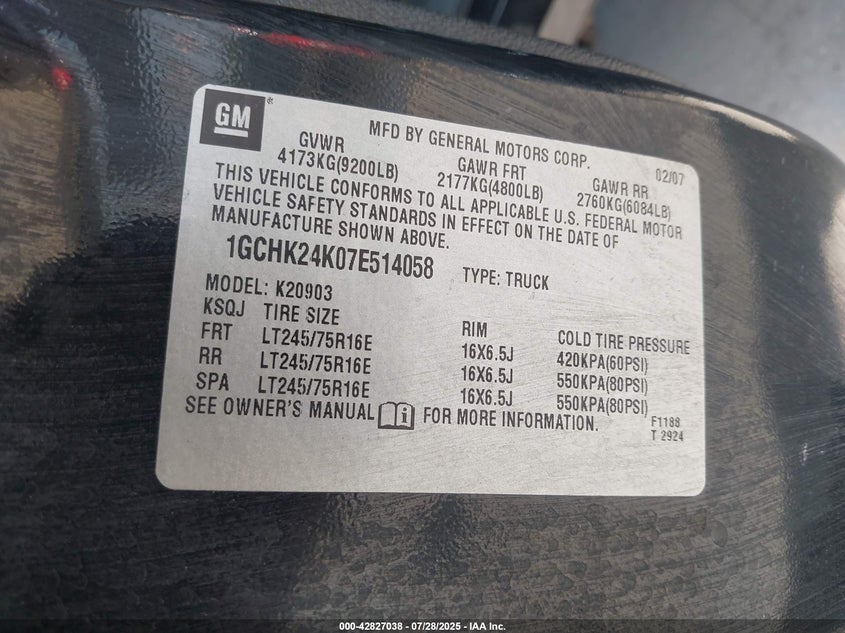 GM
MFD BY GENERAL MOTORS CORP. 02/07
GVWR GAWR FRT GAWR RR
4173KG(9200LB) 2177KG(4800LB) 2760KG(6084LB)
THIS VEHICLE CONFORMS TO ALL APPLICABLE U.S. FEDERAL MOTOR
VEHICLE SAFETY STANDARDS IN EFFECT ON THE DATE OF
MANUFACTURE SHOWN ABOVE.
1GCHK24K07E514058 TYPE: TRUCK
MODEL: K20903
KSQJ TIRE SIZE RIM COLD TIRE PRESSURE
FRT LT245/75R16E 16X6.5J 420KPA(60PSI)
RR LT245/75R16E 16X6.5J 550KPA(80PSI)
SPA LT245/75R16E 16X6.5J 550KPA(80PSI)
SEE OWNER'S MANUAL FOR MORE INFORMATION.
F1188
T 2924
000-42827038 - 07/28/2025 - IAA Inc.